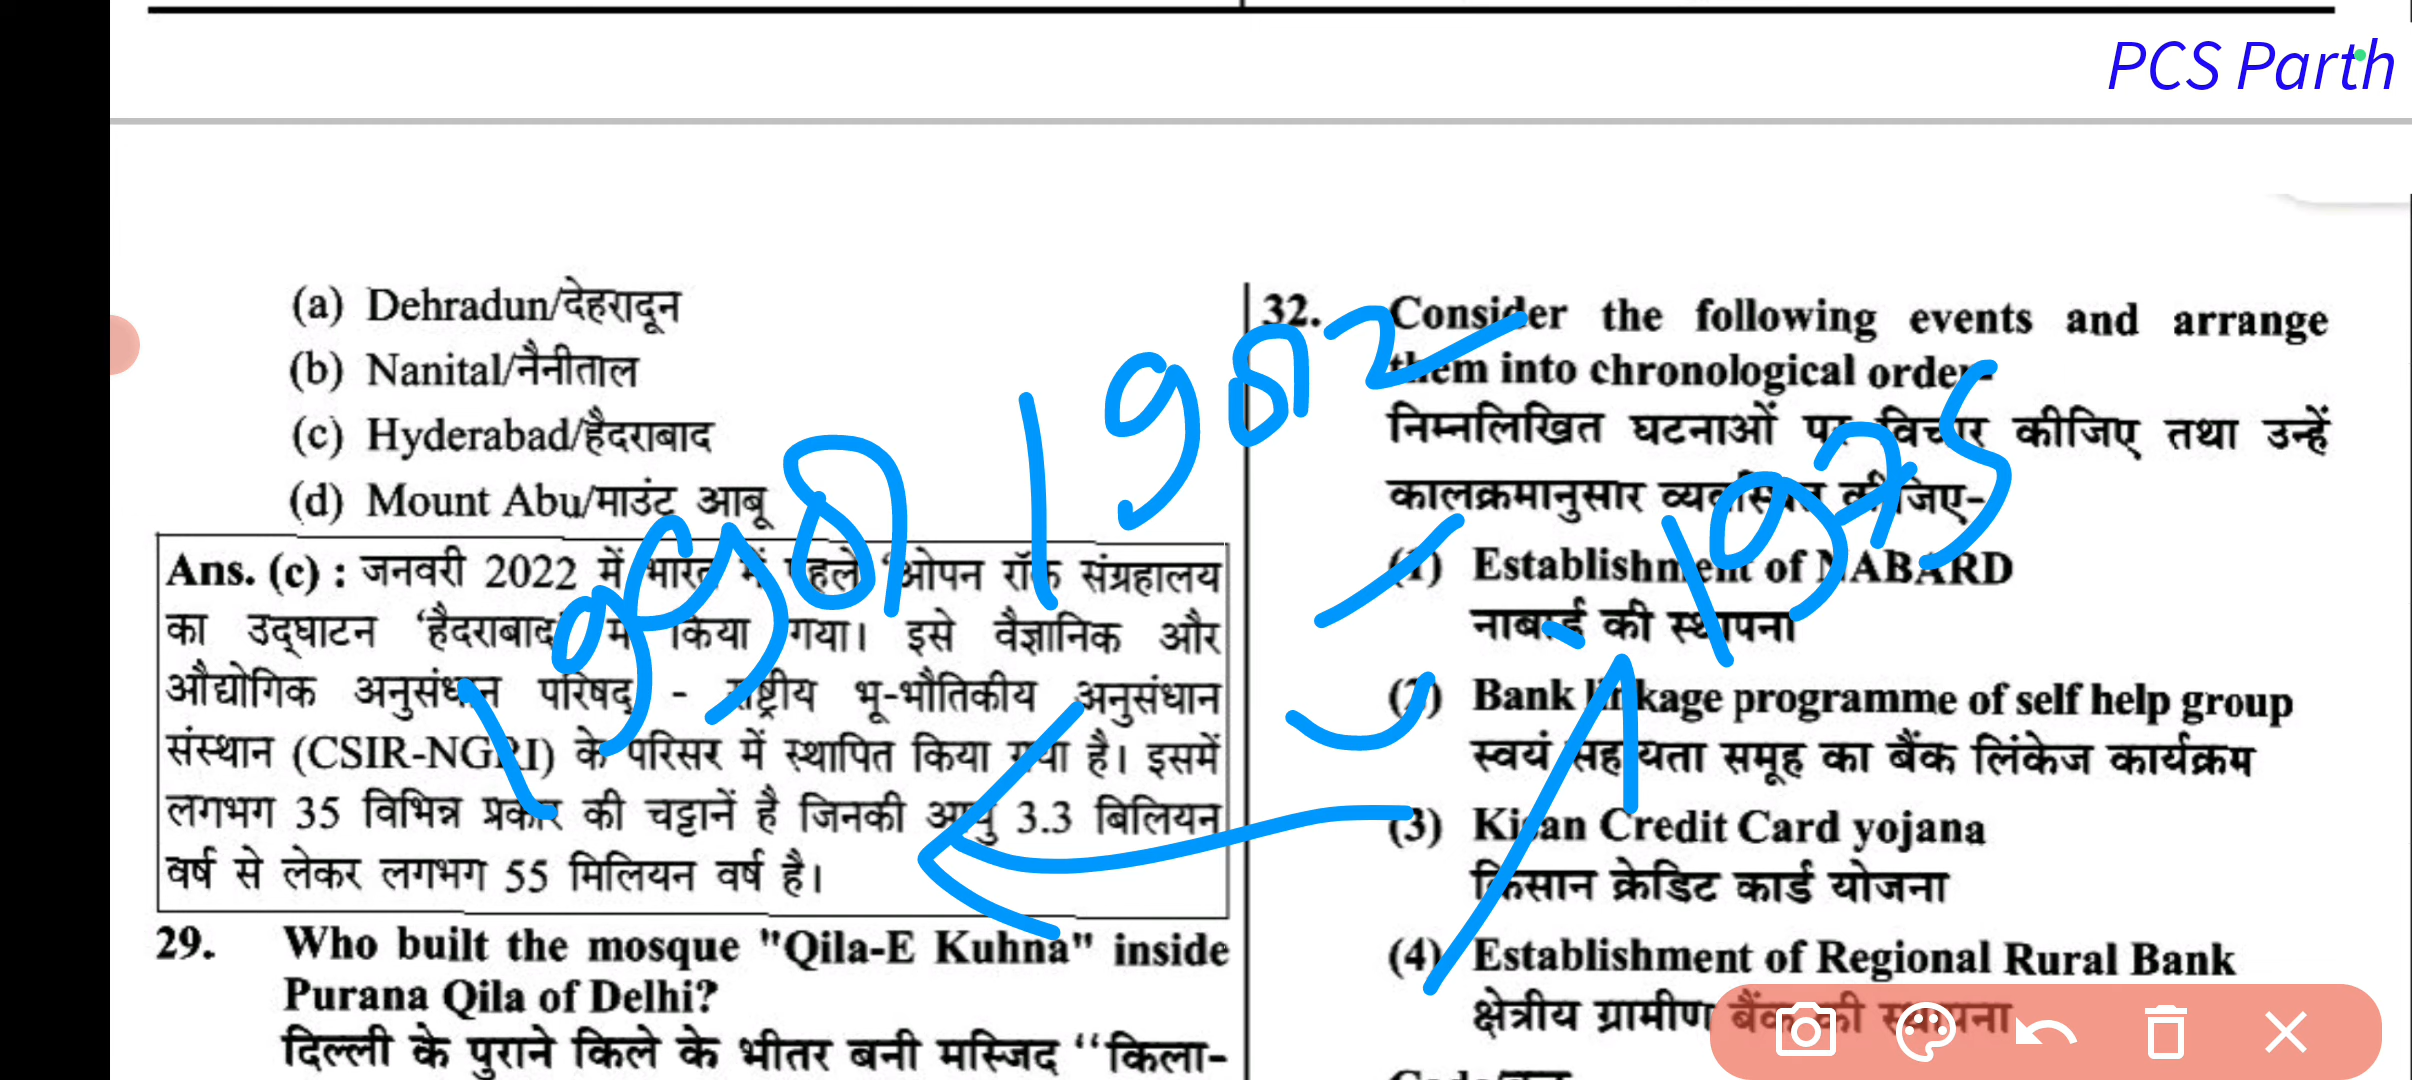 PCS Parth
(a) Dehradun/देहरादून
(b) Nanital/नैनीताल
(c) Hyderabad/हैदराबाद
(d) Mount Abu/माउंट आबू
Ans. (c) : जनवरी 2022 में भारत में पहले 'ओपन रॉक संग्रहालय
का उद्घाटन 'हैदराबाद' में किया गया। इसे वैज्ञानिक और
औद्योगिक अनुसंधान परिषद् - राष्ट्रीय भू-भौतिकीय अनुसंधान
संस्थान (CSIR-NGRI) के परिसर में स्थापित किया गया है। इसमें
लगभग 35 विभिन्न प्रकार की चट्टानें है जिनकी आयु 3.3 बिलियन
वर्ष से लेकर लगभग 55 मिलियन वर्ष है।
29. Who built the mosque "Qila-E Kuhna" inside
Purana Qila of Delhi?
दिल्ली के पुराने किले के भीतर बनी मस्जिद ''किला-
32. Consider the following events and arrange
them into chronological order-
निम्नलिखित घटनाओं पर विचार कीजिए तथा उन्हें
कालक्रमानुसार व्यवस्थित कीजिए-
(1) Establishment of NABARD
नाबार्ड की स्थापना
(2) Bank linkage programme of self help group
स्वयं सहायता समूह का बैंक लिंकेज कार्यक्रम
(3) Kisan Credit Card yojana
किसान क्रेडिट कार्ड योजना
(4) Establishment of Regional Rural Bank
क्षेत्रीय ग्रामीण बैंक की स्थापना
1982
1975